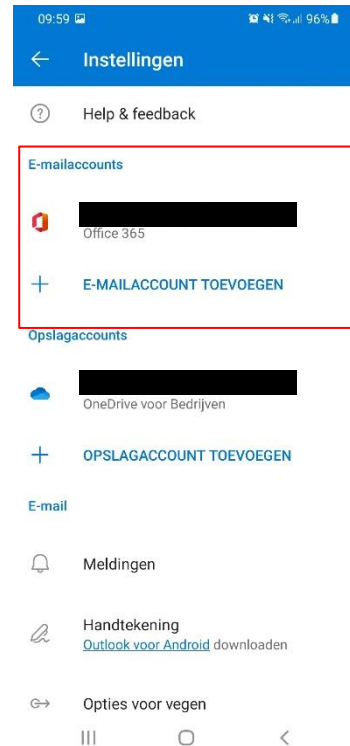 09:59 96%
Instellingen
Help & feedback
E-mailaccounts
Office 365
E-MAILACCOUNT TOEVOEGEN
Opslagaccounts
OneDrive voor Bedrijven
OPSLAGACCOUNT TOEVOEGEN
E-mail
Meldingen
Handtekening
Outlook voor Android downloaden
Opties voor vegen